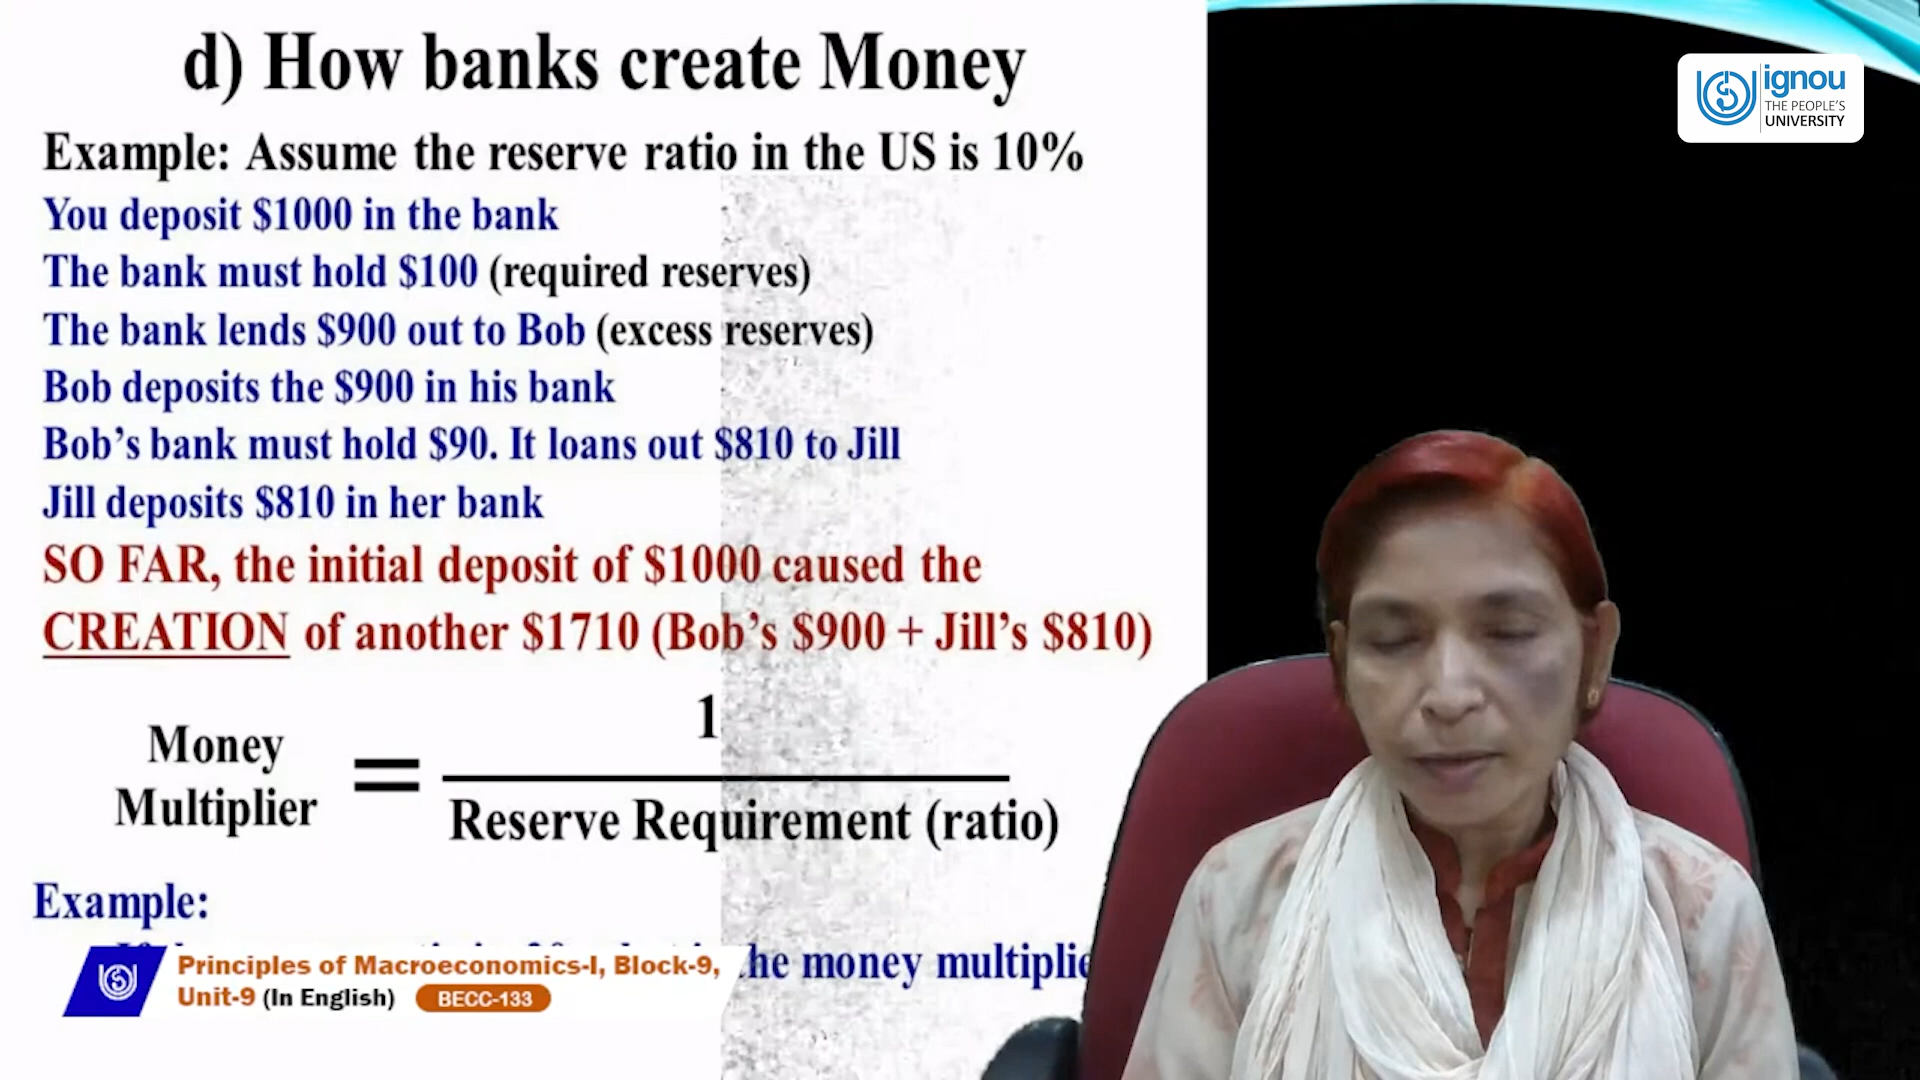 d) How banks create Money
Example: Assume the reserve ratio in the US is 10%
You deposit $1000 in the bank
The bank must hold $100 (required reserves)
The bank lends $900 out to Bob (excess reserves)
Bob deposits the $900 in his bank
Bob's bank must hold $90. It loans out $810 to Jill
Jill deposits $810 in her bank
SO FAR, the initial deposit of $1000 caused the
CREATION of another $1710 (Bob's $900 + Jill's $810)
1
Money
Multiplier
=
Reserve Requirement (ratio)
Example:
the money
Principles of Macroeconomics-I, Block-9,
Unit-9 (In English) BECC-133
ignou
THE PEOPLE'S
UNIVERSITY